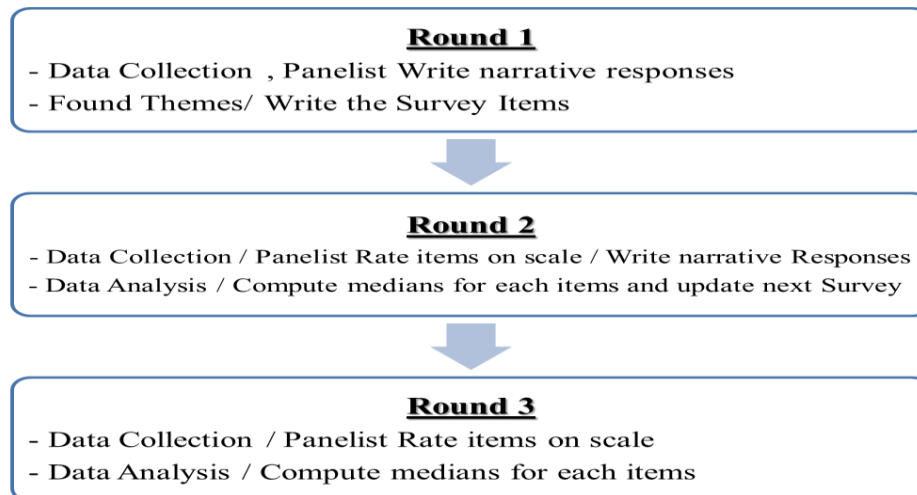 Round 1
- Data Collection , Panelist Write narrative responses
- Found Themes/ Write the Survey Items
Round 2
- Data Collection / Panelist Rate items on scale / Write narrative Responses
- Data Analysis / Compute medians for each items and update next Survey
Round 3
- Data Collection / Panelist Rate items on scale
- Data Analysis / Compute medians for each items